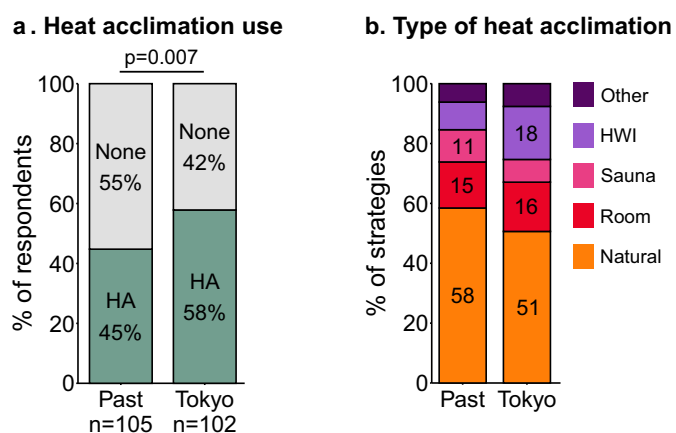 a. Heat acclimation use
p=0.007
% of respondents
100
80
60
40
20
0
None
55%
HA
45%
None
42%
HA
58%
Past
n=105
Tokyo
n=102
b. Type of heat acclimation
% of strategies
100
80
60
40
20
0
11
15
58
18
16
51
Past
Tokyo
Other
HWI
Sauna
Room
Natural